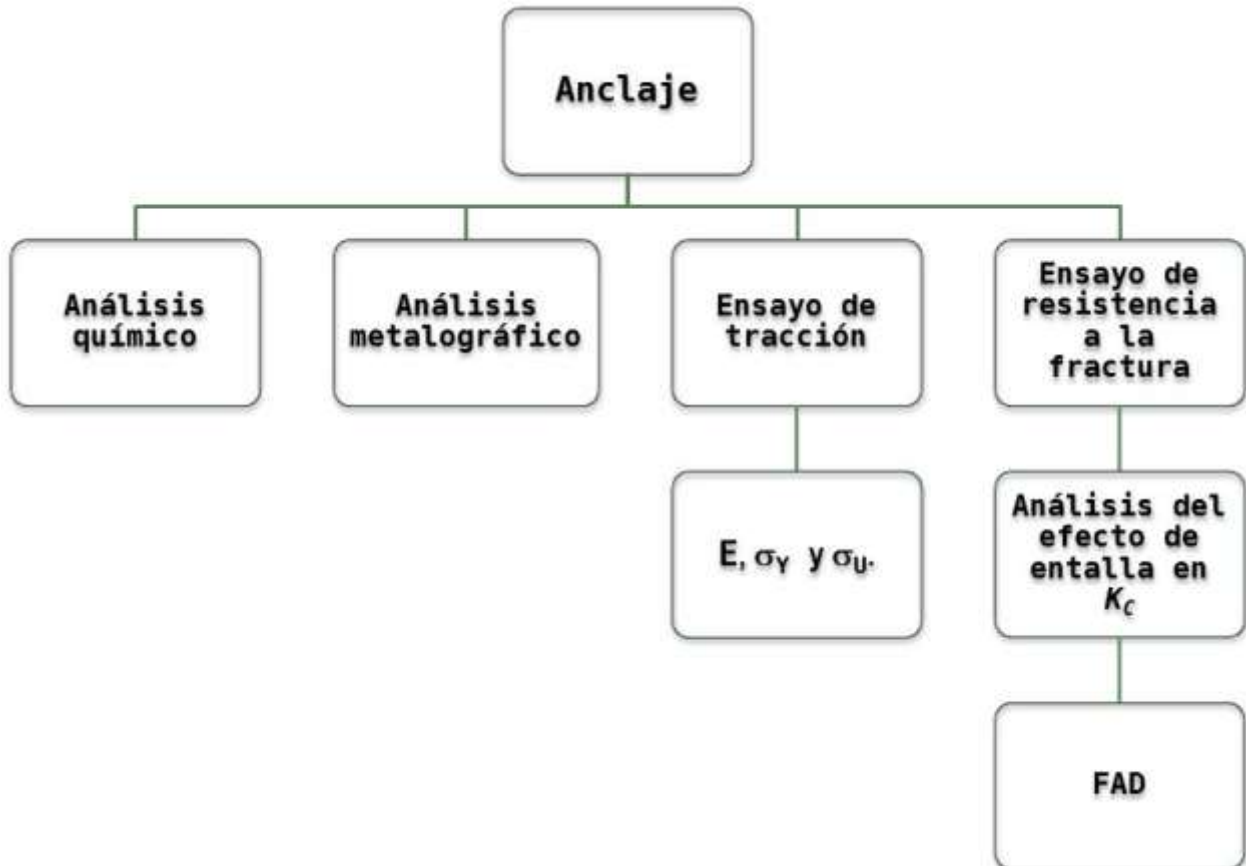 Anclaje
Análisis
químico
Análisis
metalográfico
Ensayo de
tracción
Ensayo de
resistencia
a la
fractura
E, σY y σU.
Análisis del
efecto de
entalla en
KC
FAD